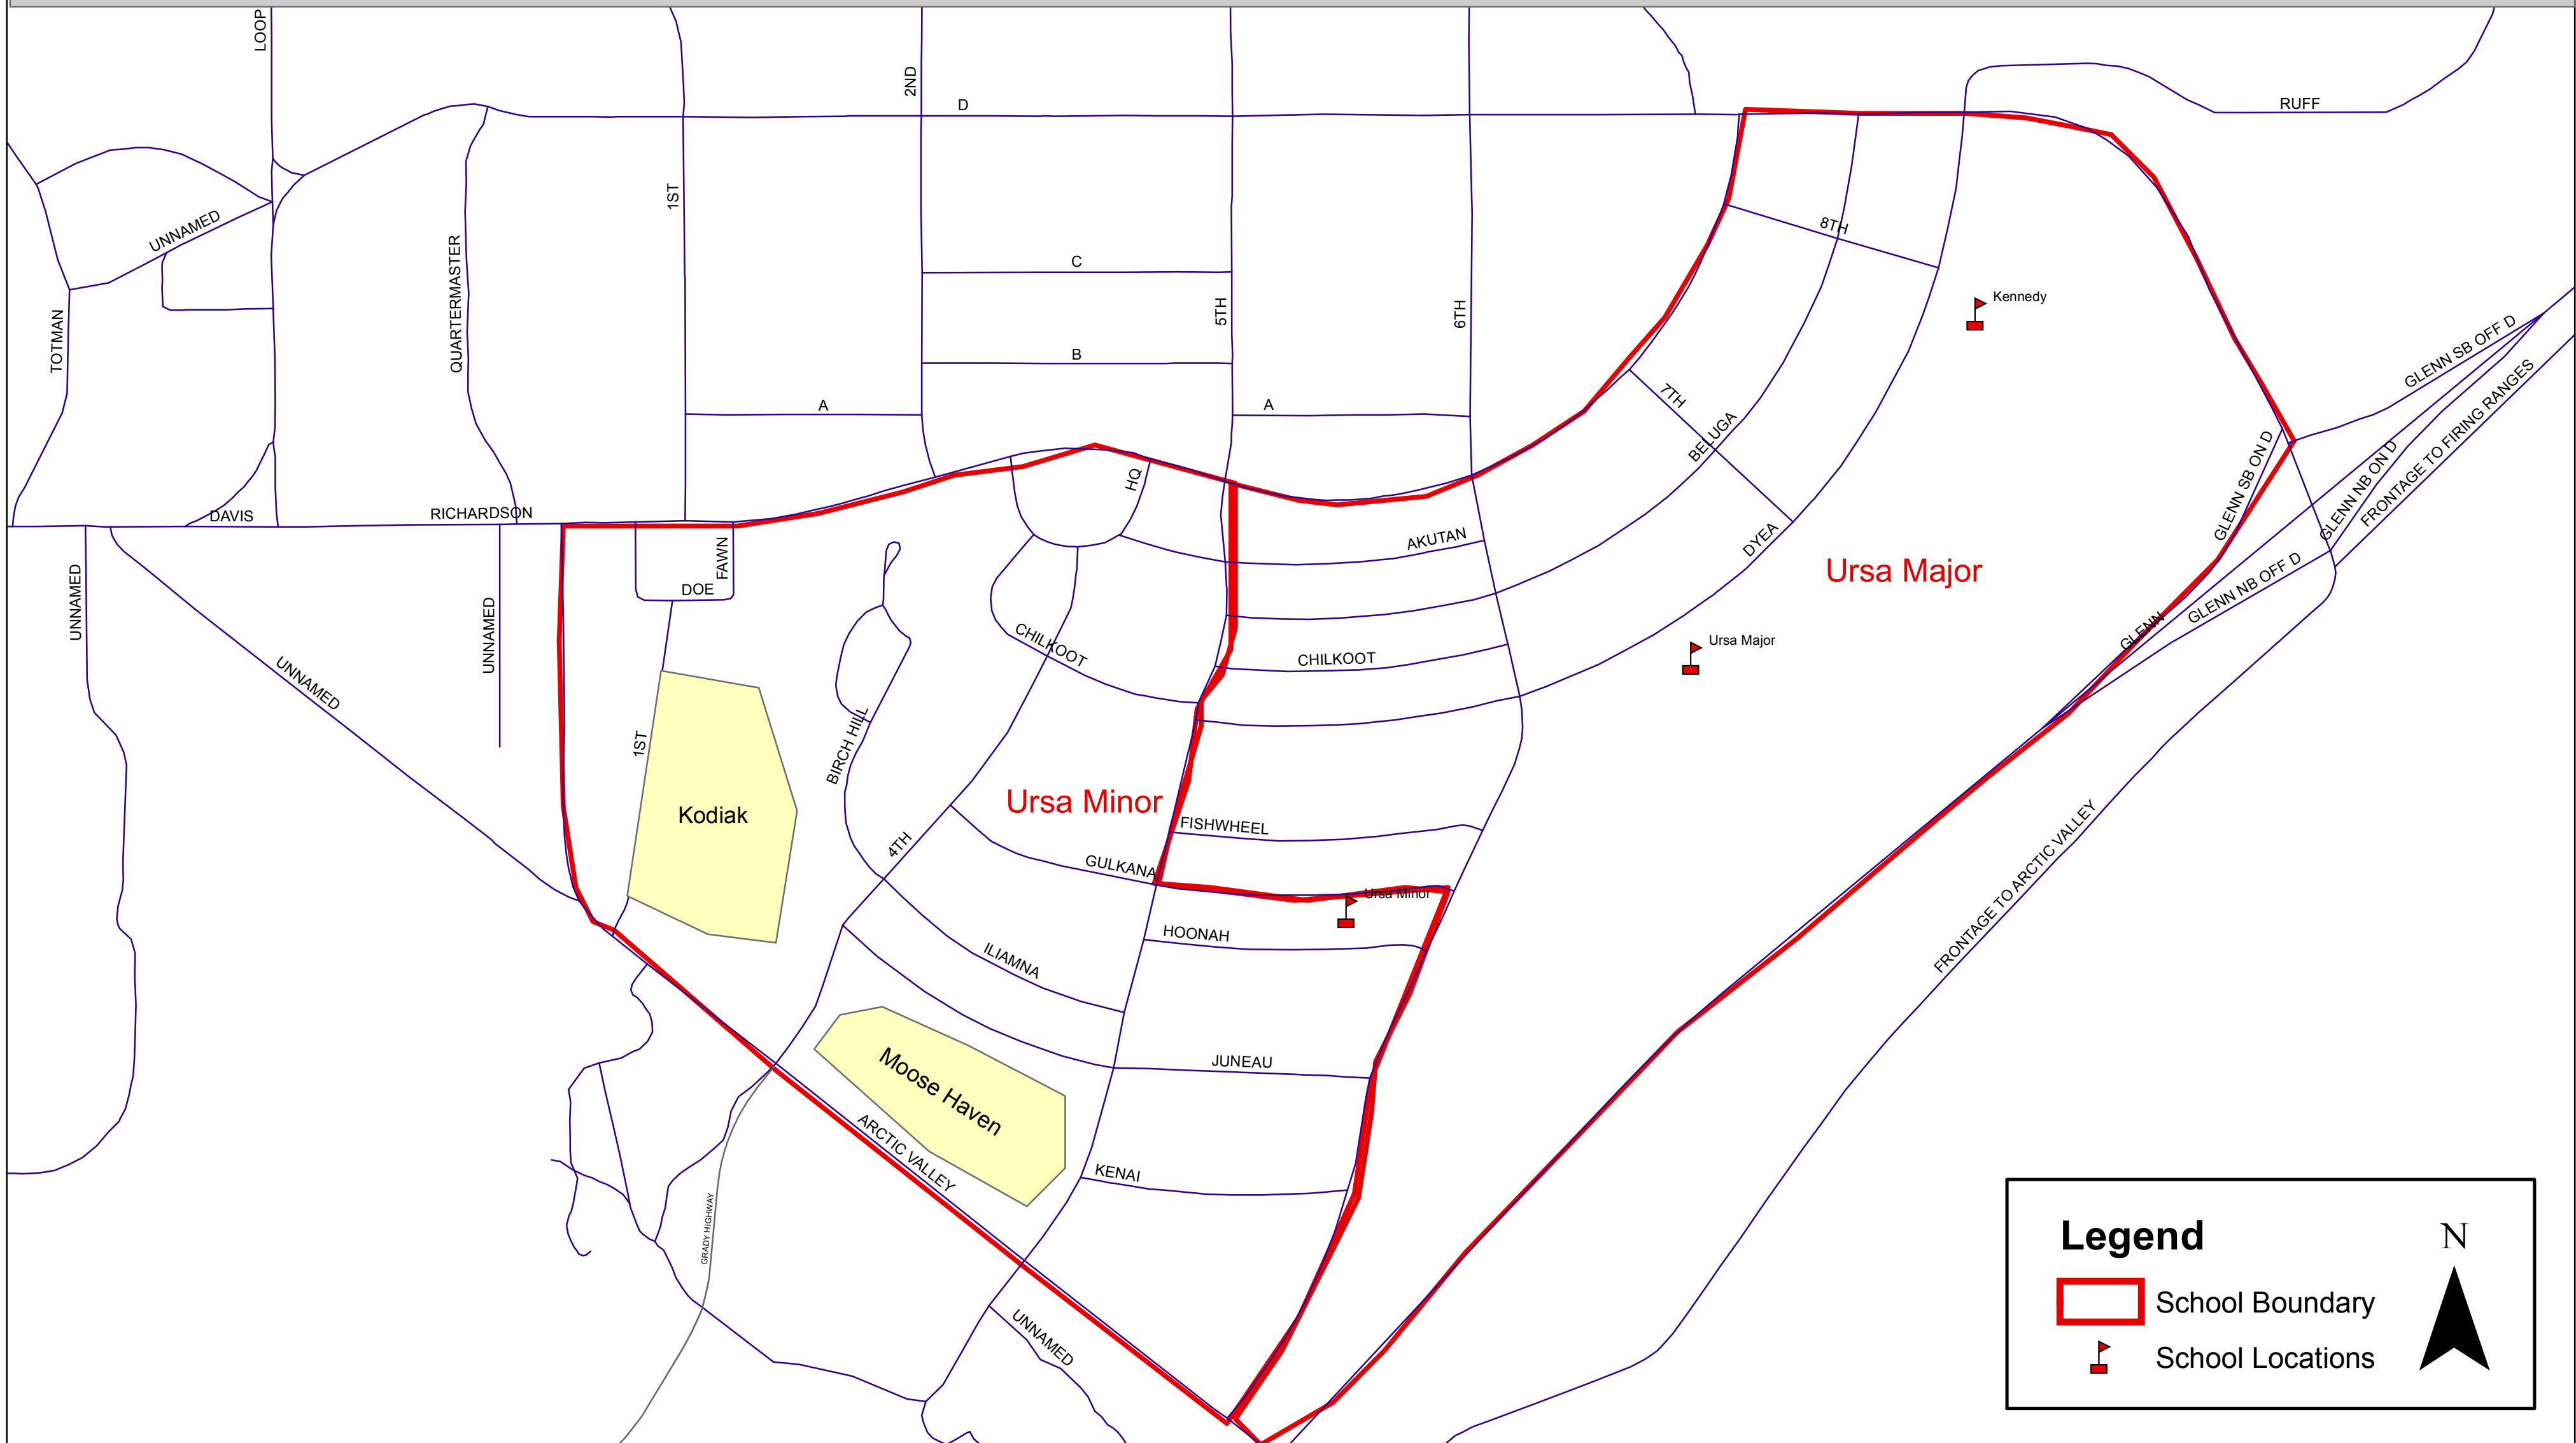 LOOP
2ND
D
RUFF
1ST
UNNAMED
8TH
QUARTERMASTER
C
5TH
6TH
Kennedy
TOTMAN
B
GLENN SB OFF D
A
A
7TH
BELUGA
FRONTAGE TO FIRING RANGES
HQ
GLENN SB ON D
GLENN NB ON D
DAVIS
RICHARDSON
AKUTAN
DYEA
FAWN
DOE
Ursa Major
GLENN NB OFF D
UNNAMED
UNNAMED
UNNAMED
CHILKOOT
CHILKOOT
GLENN
Ursa Major
1ST
BIRCH HILL
Ursa Minor
Kodiak
FISHWHEEL
4TH
GULKANA
Ursa Minor
FRONTAGE TO ARCTIC VALLEY
HOONAH
ILIAMNA
JUNEAU
Moose Haven
ARCTIC VALLEY
KENAI
GRADY HIGHWAY
UNNAMED
Legend
N
School Boundary
School Locations